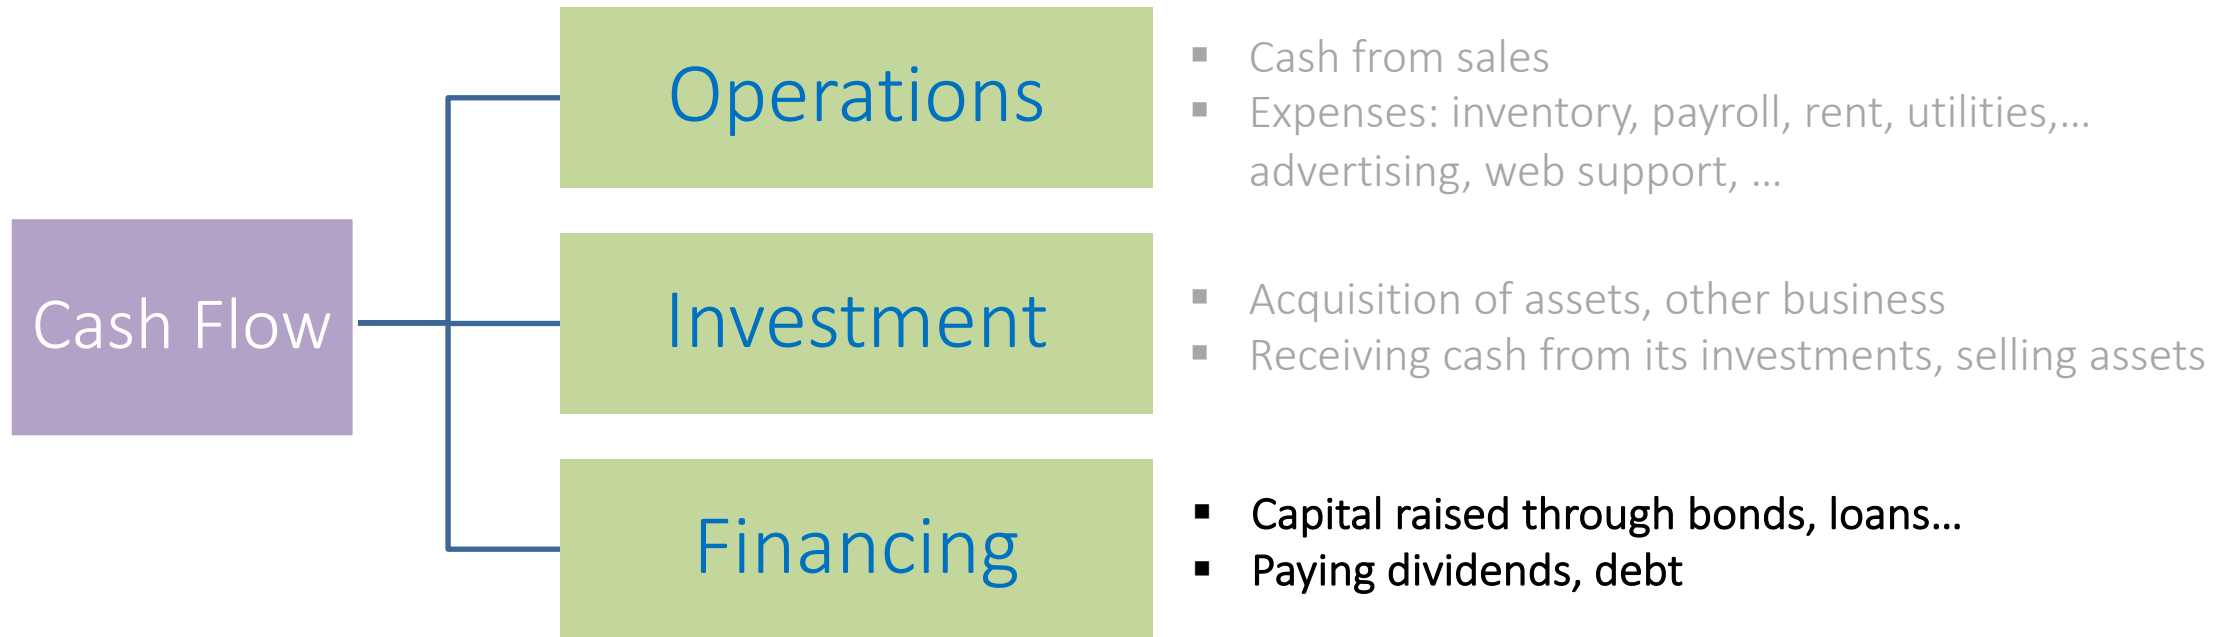 Cash Flow
Operations
▪ Cash from sales
▪ Expenses: inventory, payroll, rent, utilities,...
advertising, web support, ...
Investment
▪ Acquisition of assets, other business
▪ Receiving cash from its investments, selling assets
Financing
▪ Capital raised through bonds, loans...
▪ Paying dividends, debt